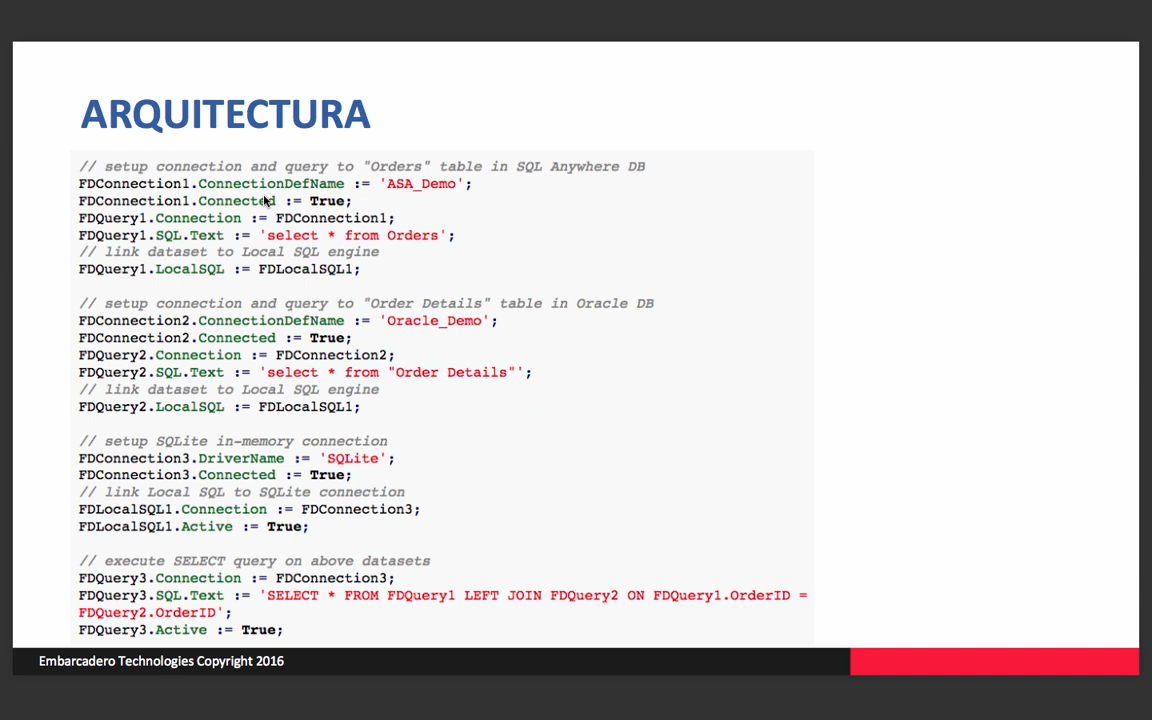 ARQUITECTURA
// setup connection and query to "Orders" table in SQL Anywhere DB
FDConnection1.ConnectionDefName := 'ASA_Demo';
FDConnection1.Connected := True;
FDQuery1.Connection := FDConnection1;
FDQuery1.SQL.Text := 'select * from Orders';
// link dataset to Local SQL engine
FDQuery1.LocalSQL := FDLocalSQL1;
// setup connection and query to "Order Details" table in Oracle DB
FDConnection2.ConnectionDefName := 'Oracle_Demo';
FDConnection2.Connected := True;
FDQuery2.Connection := FDConnection2;
FDQuery2.SQL.Text := 'select * from "Order Details"';
// link dataset to Local SQL engine
FDQuery2.LocalSQL := FDLocalSQL1;
// setup SQLite in-memory connection
FDConnection3.DriverName := 'SQLite';
FDConnection3.Connected := True;
// link Local SQL to SQLite connection
FDLocalSQL1.Connection := FDConnection3;
FDLocalSQL1.Active := True;
// execute SELECT query on above datasets
FDQuery3.Connection := FDConnection3;
FDQuery3.SQL.Text := 'SELECT * FROM FDQuery1 LEFT JOIN FDQuery2 ON FDQuery1.OrderID =
FDQuery2.OrderID';
FDQuery3.Active := True;
Embarcadero Technologies Copyright 2016